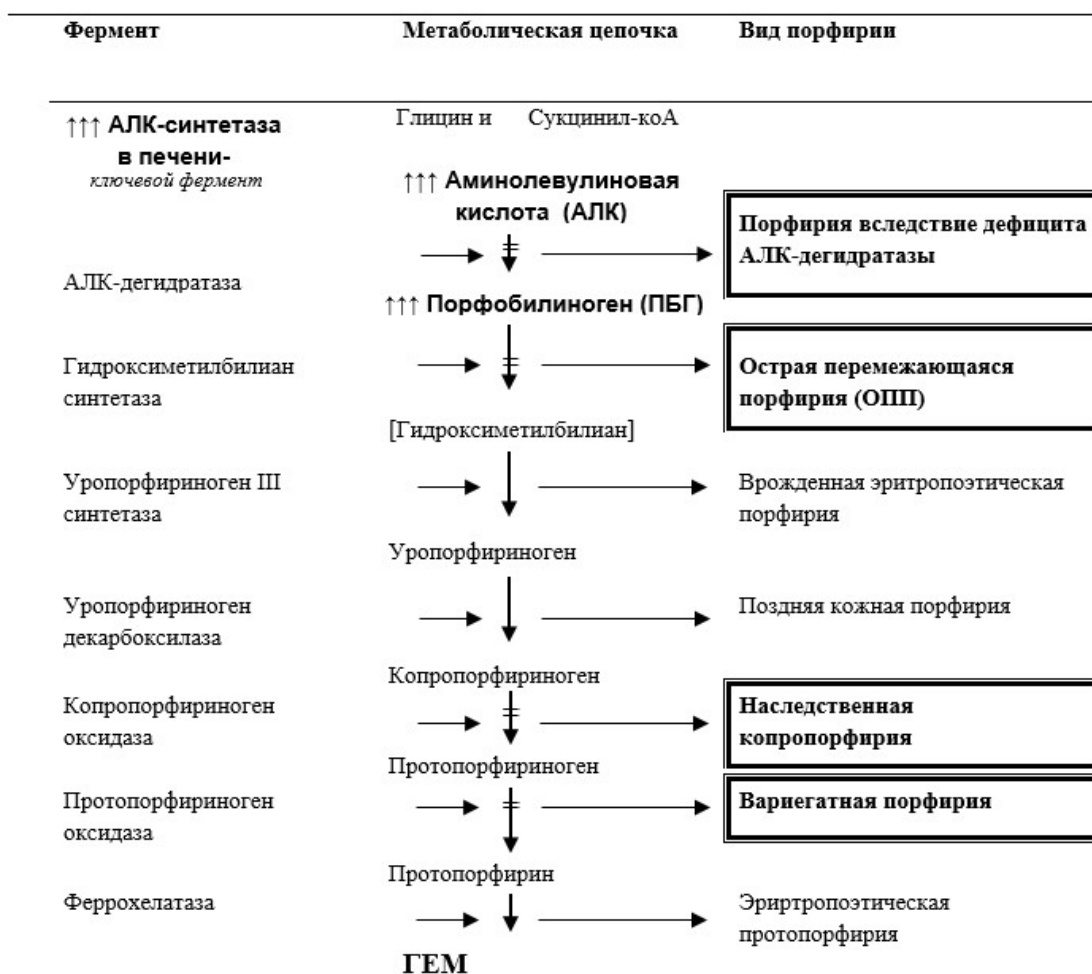 Фермент Метаболическая цепочка Вид порфирии
↑↑↑ АЛК-синтетаза Глицин и Сукцинил-коА
в печени-
ключевой фермент
↑↑↑ Аминолевулиновая
кислота (АЛК)
Порфирия вследствие дефицита
АЛК-дегидратазы
АЛК-дегидратаза
↑↑↑ Порфобилиноген (ПБГ)
Гидроксиметилбилиан
синтетаза
Острая перемежающаяся
порфирия (ОПП)
[Гидроксиметилбилиан]
Уропорфириноген III
синтетаза
Врожденная эритропоэтическая
порфирия
Уропорфириноген
Уропорфириноген
декарбоксилаза
Поздняя кожная порфирия
Копропорфириноген
Копропорфириноген
оксидаза
Наследственная
копропорфирия
Протопорфириноген
Протопорфириноген
оксидаза
Вариегатная порфирия
Протопорфирин
Феррохелатаза
Эриртропоэтическая
протопорфирия
ГЕМ